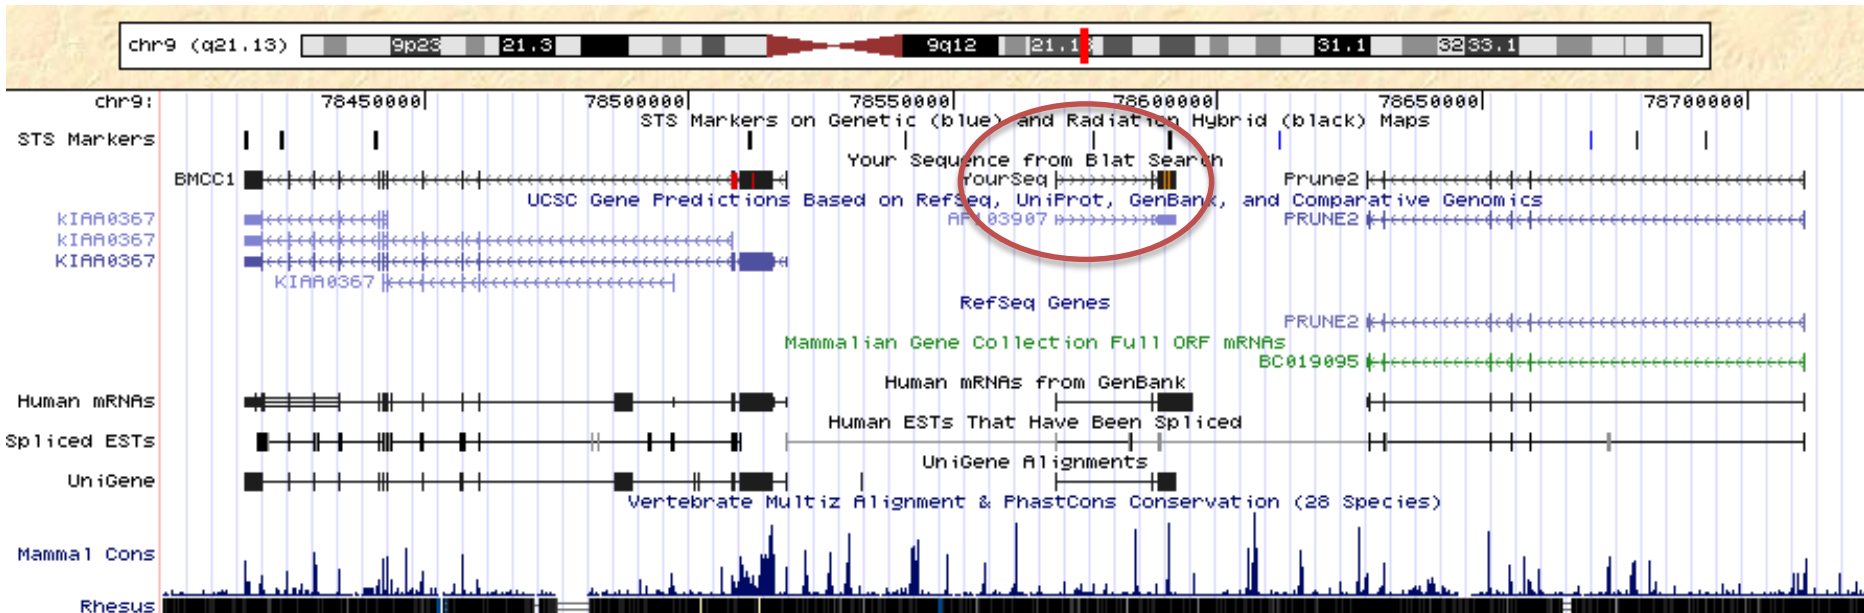 chr9 (q21.13) 9p23 21.3 9q12 21.1 31.1 32 33.1
chr9: 78450000 78500000 78550000 78600000 78650000 78700000
STS Markers on Genetic (blue) and Radiation Hybrid (black) Maps
STS Markers
Your Sequence from Blat Search
BMCC1 YourSeq Prune2
UCSC Gene Predictions Based on RefSeq, UniProt, GenBank, and Comparative Genomics
KIAA0367 PRUNE2
KIAA0367
KIAA0367
KIAA0367
RefSeq Genes
PRUNE2
Mammalian Gene Collection Full ORF mRNAs
BC019095
Human mRNAs from GenBank
Human mRNAs
Human ESTs That Have Been Spliced
Spliced ESTs
UniGene Alignments
UniGene
Vertebrate Multiz Alignment & PhastCons Conservation (28 Species)
Mammal Cons
Rhesus